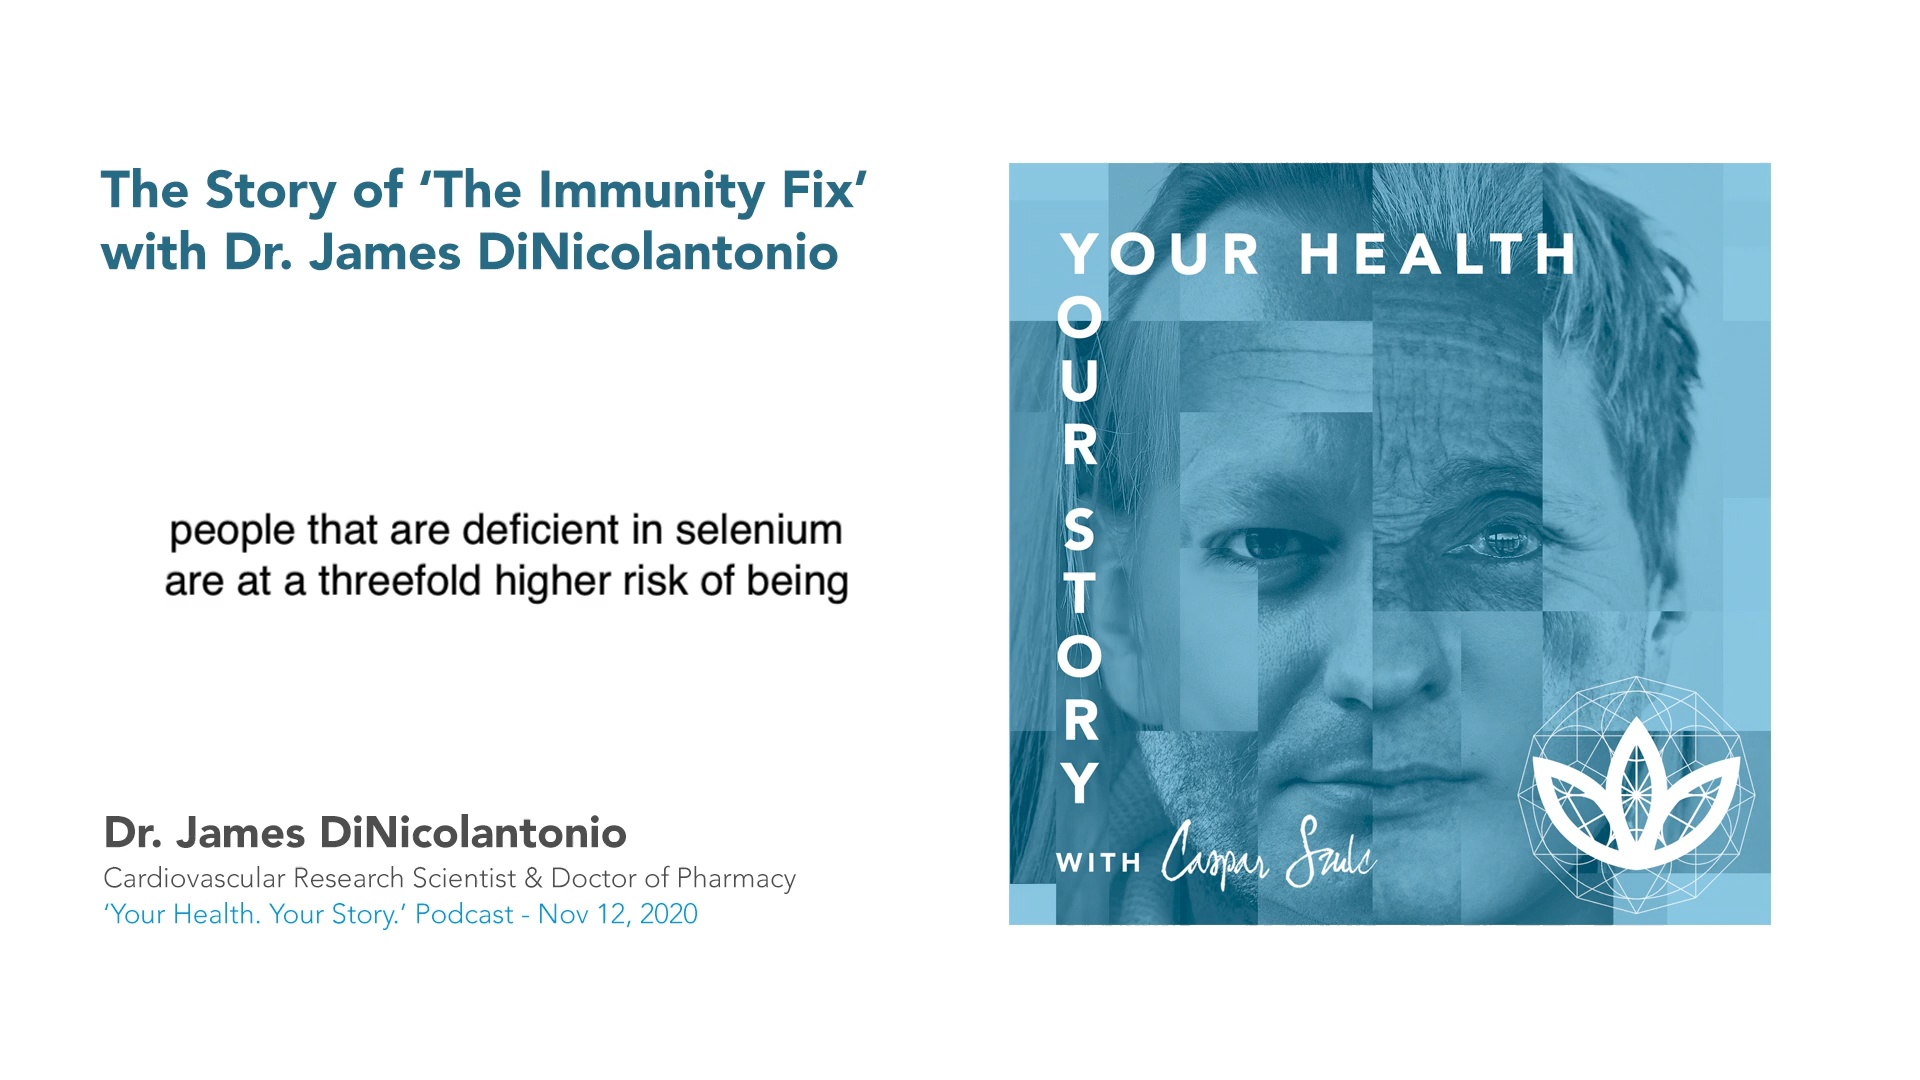 The Story of ‘The Immunity Fix’
with Dr. James DiNicolantonio
people that are deficient in selenium
are at a threefold higher risk of being
Dr. James DiNicolantonio
Cardiovascular Research Scientist & Doctor of Pharmacy
‘Your Health. Your Story.’ Podcast - Nov 12, 2020
YOUR HEALTH
YOUR STORY
WITH Caspar Szulc